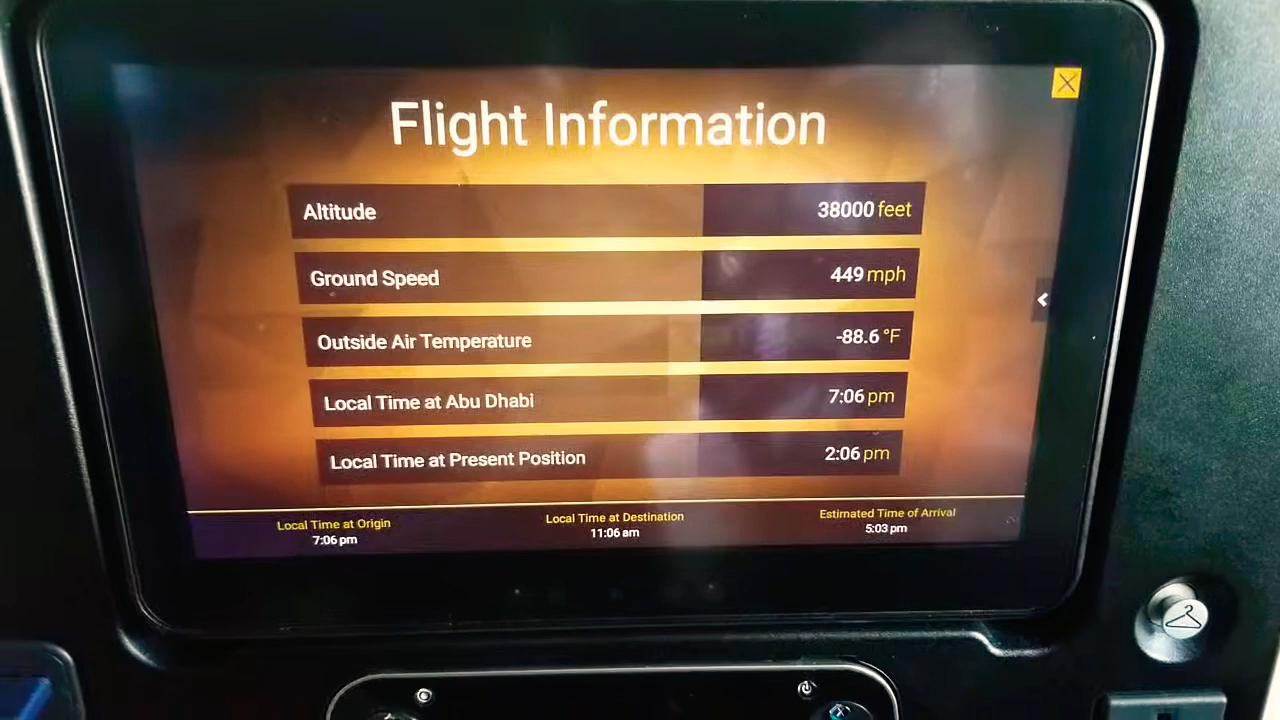 Flight Information
Altitude 38000 feet
Ground Speed 449 mph
Outside Air Temperature -88.6 °F
Local Time at Abu Dhabi 7:06 pm
Local Time at Present Position 2:06 pm
Local Time at Origin Local Time at Destination Estimated Time of Arrival
7:06 pm 11:06 am 5:03 pm